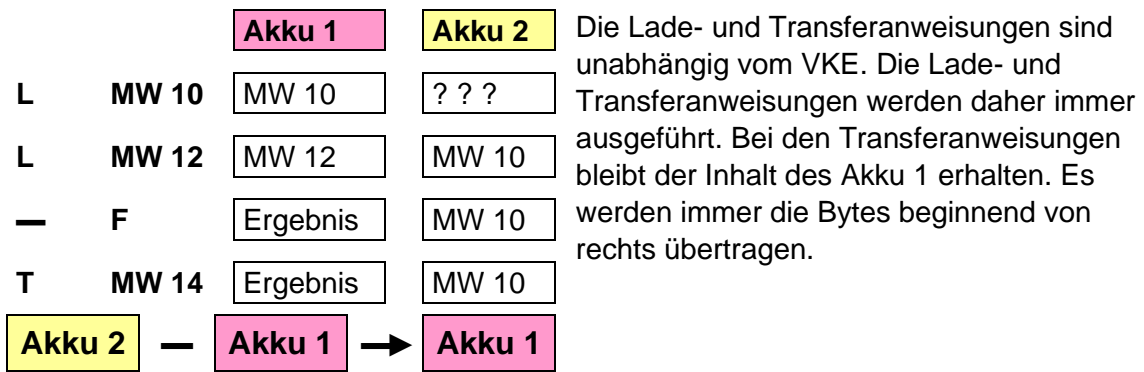 Akku 1 Akku 2
L MW 10 MW 10 ? ? ?
L MW 12 MW 12 MW 10
– F Ergebnis MW 10
T MW 14 Ergebnis MW 10
Akku 2 – Akku 1 → Akku 1
Die Lade- und Transferanweisungen sind
unabhängig vom VKE. Die Lade- und
Transferanweisungen werden daher immer
ausgeführt. Bei den Transferanweisungen
bleibt der Inhalt des Akku 1 erhalten. Es
werden immer die Bytes beginnend von
rechts übertragen.